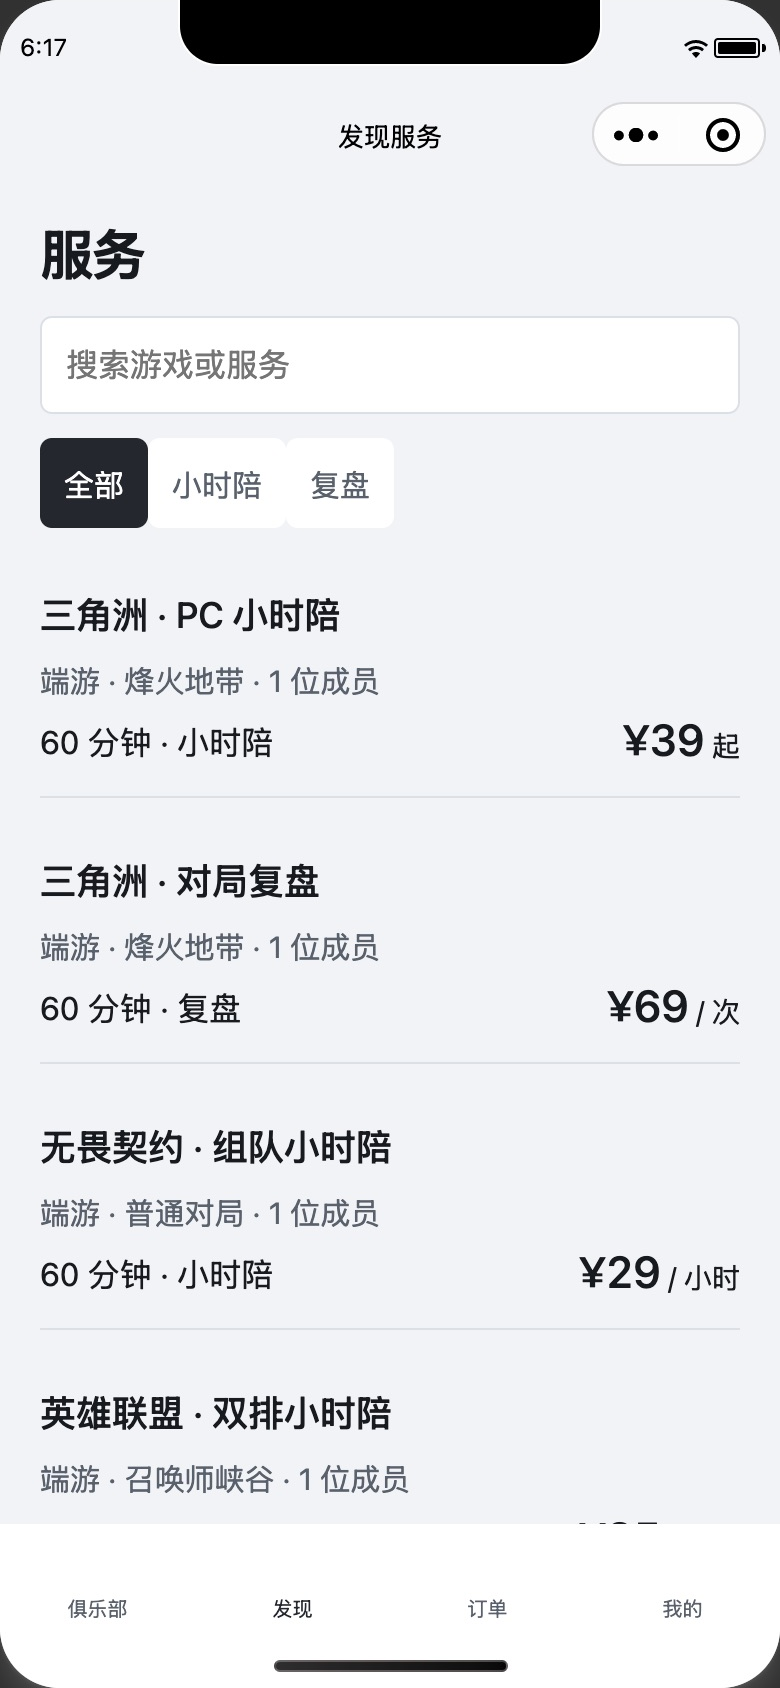 6:17
发现服务
服务
搜索游戏或服务
全部 小时陪 复盘
三角洲 · PC 小时陪
端游 · 烽火地带 · 1 位成员
60 分钟 · 小时陪 ¥39 起
三角洲 · 对局复盘
端游 · 烽火地带 · 1 位成员
60 分钟 · 复盘 ¥69 / 次
无畏契约 · 组队小时陪
端游 · 普通对局 · 1 位成员
60 分钟 · 小时陪 ¥29 / 小时
英雄联盟 · 双排小时陪
端游 · 召唤师峡谷 · 1 位成员
俱乐部 发现 订单 我的